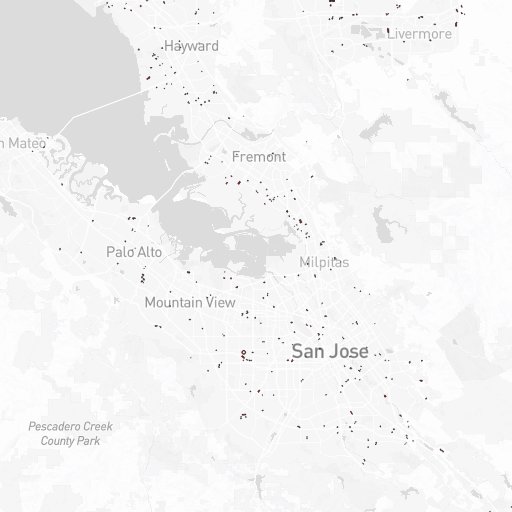 Livermore
Hayward
n Mateo
Fremont
Palo Alto
Milpitas
Mountain View
San Jose
Pescadero Creek
County Park